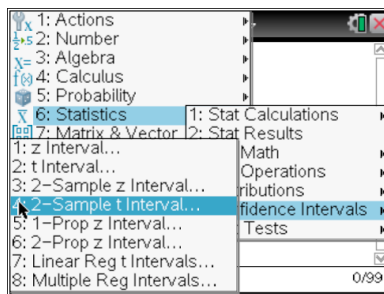 1: Actions
2: Number
3: Algebra
4: Calculus
5: Probability
6: Statistics
7: Matrix & Vector
1: Stat Calculations
2: Stat Results
Math
Operations
ributions
fidence Intervals
Tests
1: z Interval...
2: t Interval...
3: 2-Sample z Interval...
4: 2-Sample t Interval...
5: 1-Prop z Interval...
6: 2-Prop z Interval...
7: Linear Reg t Intervals...
8: Multiple Reg Intervals...
0/99